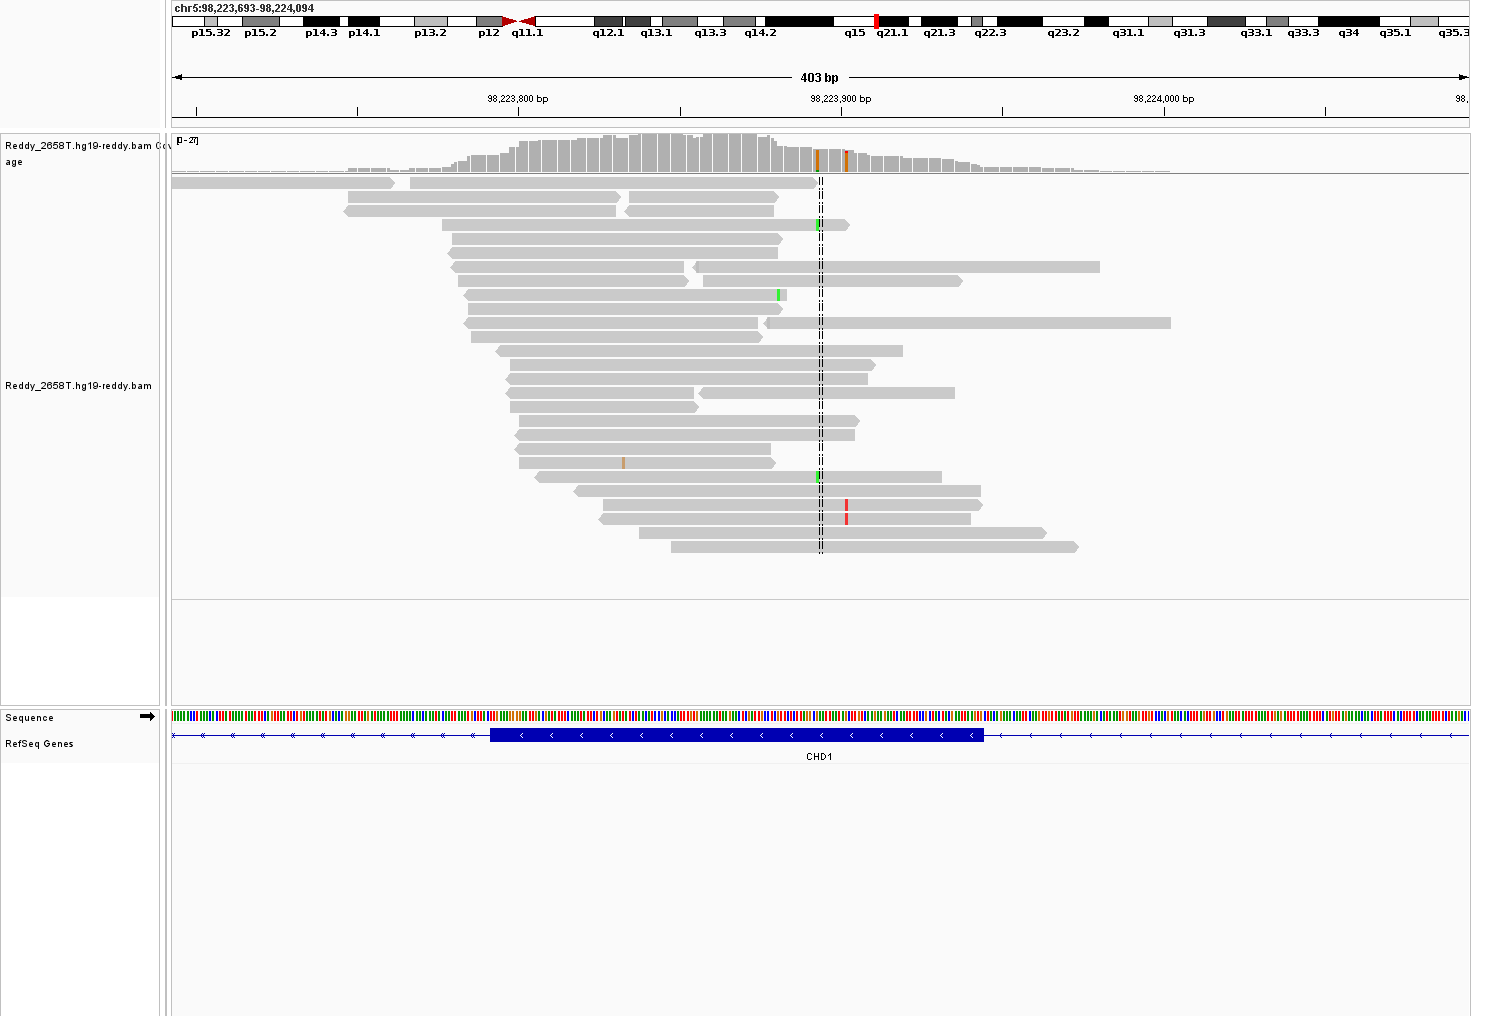 chr5:98,223,693-98,224,094
p15.32 p15.2 p14.3 p14.1 p13.2 p12 q11.1 q12.1 q13.1 q13.3 q14.2 q15 q21.1 q21.3 q22.3 q23.2 q31.1 q31.3 q33.1 q33.3 q34 q35.1 q35.3
403 bp
98,223,800 bp 98,223,900 bp 98,224,000 bp 98,
Reddy_2658T.hg19-reddy.bam Cov
age
[0 - 27]
Reddy_2658T.hg19-reddy.bam
Sequence
RefSeq Genes
CHD1